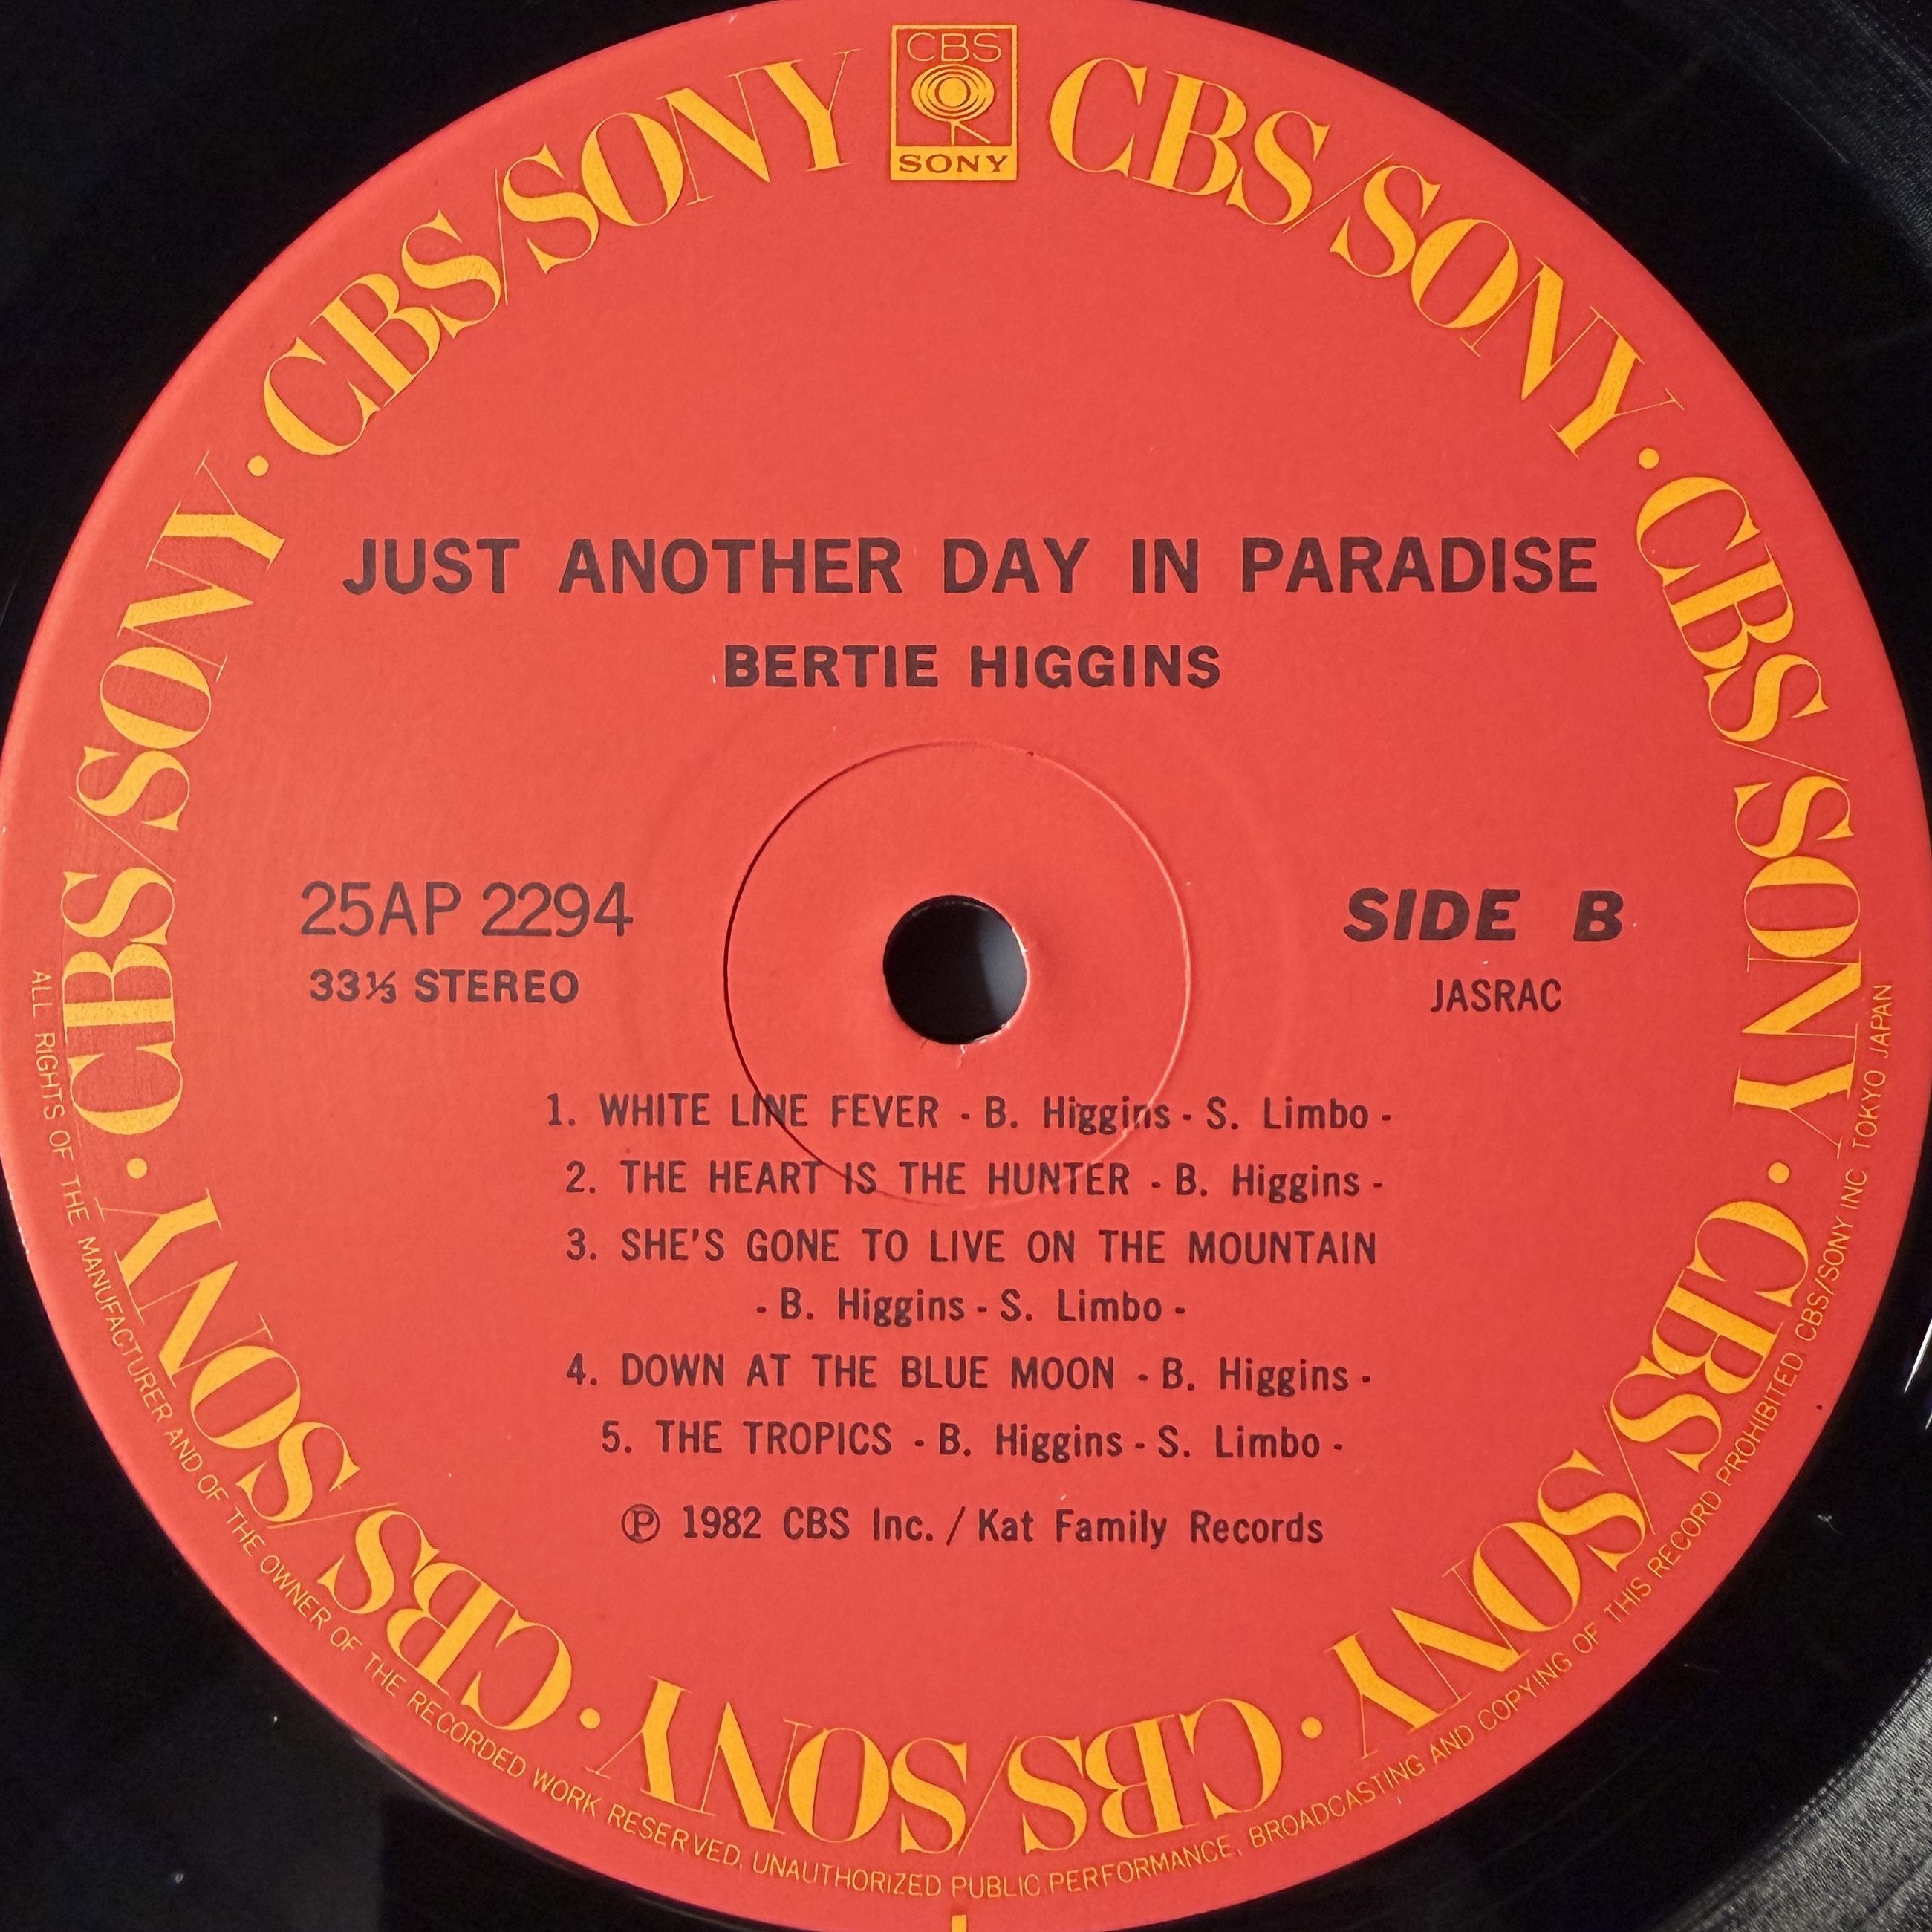 CBS
SONY
CBS/SONY · CBS/SONY · CBS/SONY · CBS/SONY · CBS/SONY · CBS/SONY · CBS/SONY
JUST ANOTHER DAY IN PARADISE
BERTIE HIGGINS
25AP 2294
33⅓ STEREO
SIDE B
JASRAC
1. WHITE LINE FEVER - B. Higgins - S. Limbo -
2. THE HEART IS THE HUNTER - B. Higgins -
3. SHE'S GONE TO LIVE ON THE MOUNTAIN
- B. Higgins - S. Limbo -
4. DOWN AT THE BLUE MOON - B. Higgins -
5. THE TROPICS - B. Higgins - S. Limbo -
Ⓟ 1982 CBS Inc. / Kat Family Records
ALL RIGHTS OF THE MANUFACTURER AND OF THE OWNER OF THE RECORDED WORK RESERVED. UNAUTHORIZED PUBLIC PERFORMANCE, BROADCASTING AND COPYING OF THIS RECORD PROHIBITED CBS/SONY INC TOKYO JAPAN